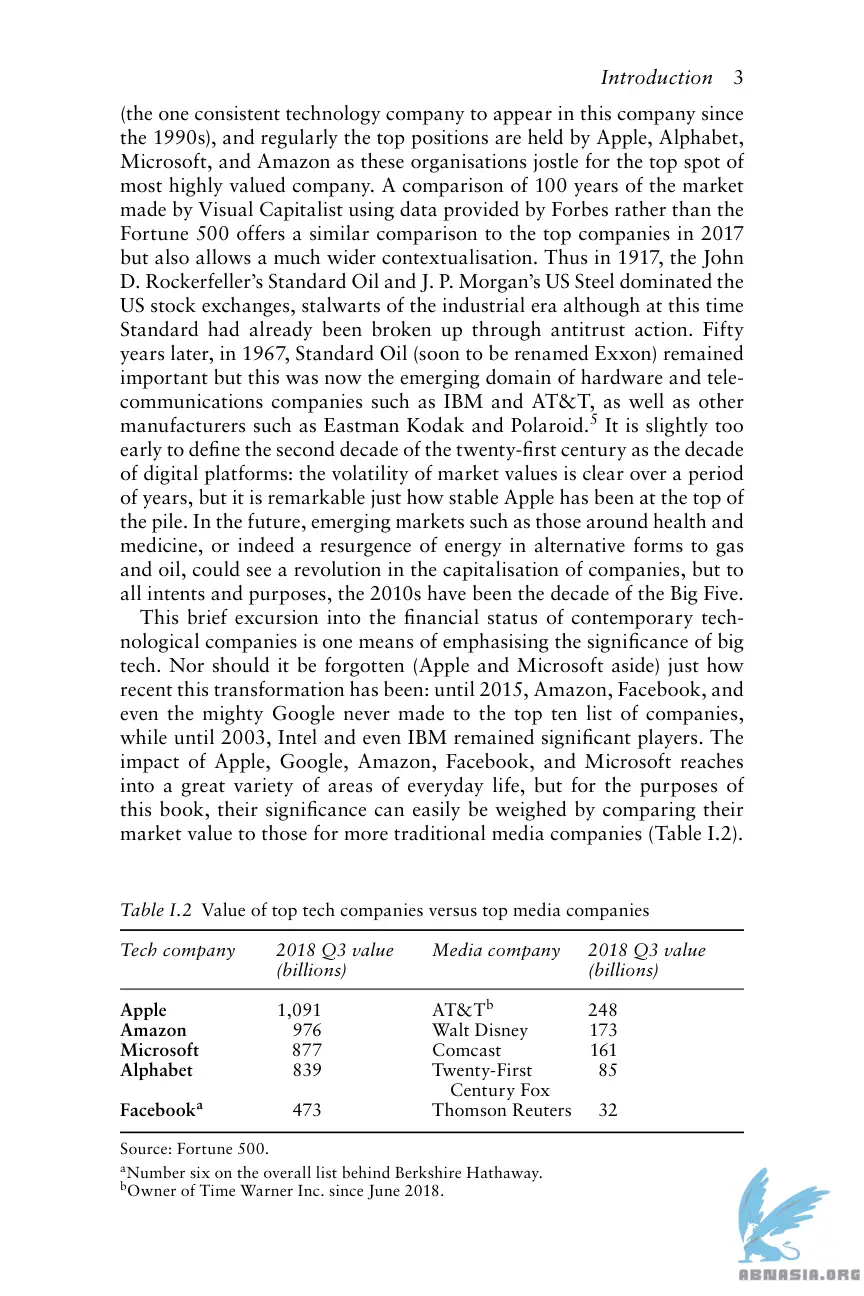 Introduction 3
(the one consistent technology company to appear in this company since
the 1990s), and regularly the top positions are held by Apple, Alphabet,
Microsoft, and Amazon as these organisations jostle for the top spot of
most highly valued company. A comparison of 100 years of the market
made by Visual Capitalist using data provided by Forbes rather than the
Fortune 500 offers a similar comparison to the top companies in 2017
but also allows a much wider contextualisation. Thus in 1917, the John
D. Rockerfeller's Standard Oil and J. P. Morgan's US Steel dominated the
US stock exchanges, stalwarts of the industrial era although at this time
Standard had already been broken up through antitrust action. Fifty
years later, in 1967, Standard Oil (soon to be renamed Exxon) remained
important but this was now the emerging domain of hardware and tele-
communications companies such as IBM and AT&T, as well as other
manufacturers such as Eastman Kodak and Polaroid.5 It is slightly too
early to define the second decade of the twenty-first century as the decade
of digital platforms: the volatility of market values is clear over a period
of years, but it is remarkable just how stable Apple has been at the top of
the pile. In the future, emerging markets such as those around health and
medicine, or indeed a resurgence of energy in alternative forms to gas
and oil, could see a revolution in the capitalisation of companies, but to
all intents and purposes, the 2010s have been the decade of the Big Five.
This brief excursion into the financial status of contemporary tech-
nological companies is one means of emphasising the significance of big
tech. Nor should it be forgotten (Apple and Microsoft aside) just how
recent this transformation has been: until 2015, Amazon, Facebook, and
even the mighty Google never made to the top ten list of companies,
while until 2003, Intel and even IBM remained significant players. The
impact of Apple, Google, Amazon, Facebook, and Microsoft reaches
into a great variety of areas of everyday life, but for the purposes of
this book, their significance can easily be weighed by comparing their
market value to those for more traditional media companies (Table I.2).
Table I.2 Value of top tech companies versus top media companies
Tech company 2018 Q3 value Media company 2018 Q3 value
(billions) (billions)
Apple 1,091 AT&Tb 248
Amazon 976 Walt Disney 173
Microsoft 877 Comcast 161
Alphabet 839 Twenty-First 85
Century Fox
Facebooka 473 Thomson Reuters 32
Source: Fortune 500.
aNumber six on the overall list behind Berkshire Hathaway.
bOwner of Time Warner Inc. since June 2018.
ABNASIA.ORG